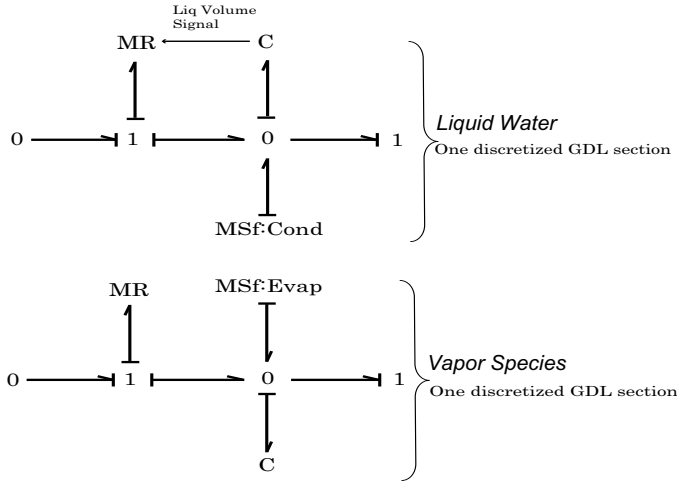 Liq Volume
Signal
MR C
0 1 0 1
Liquid Water
One discretized GDL section
MSf:Cond
MR MSf:Evap
0 1 0 1
Vapor Species
One discretized GDL section
C